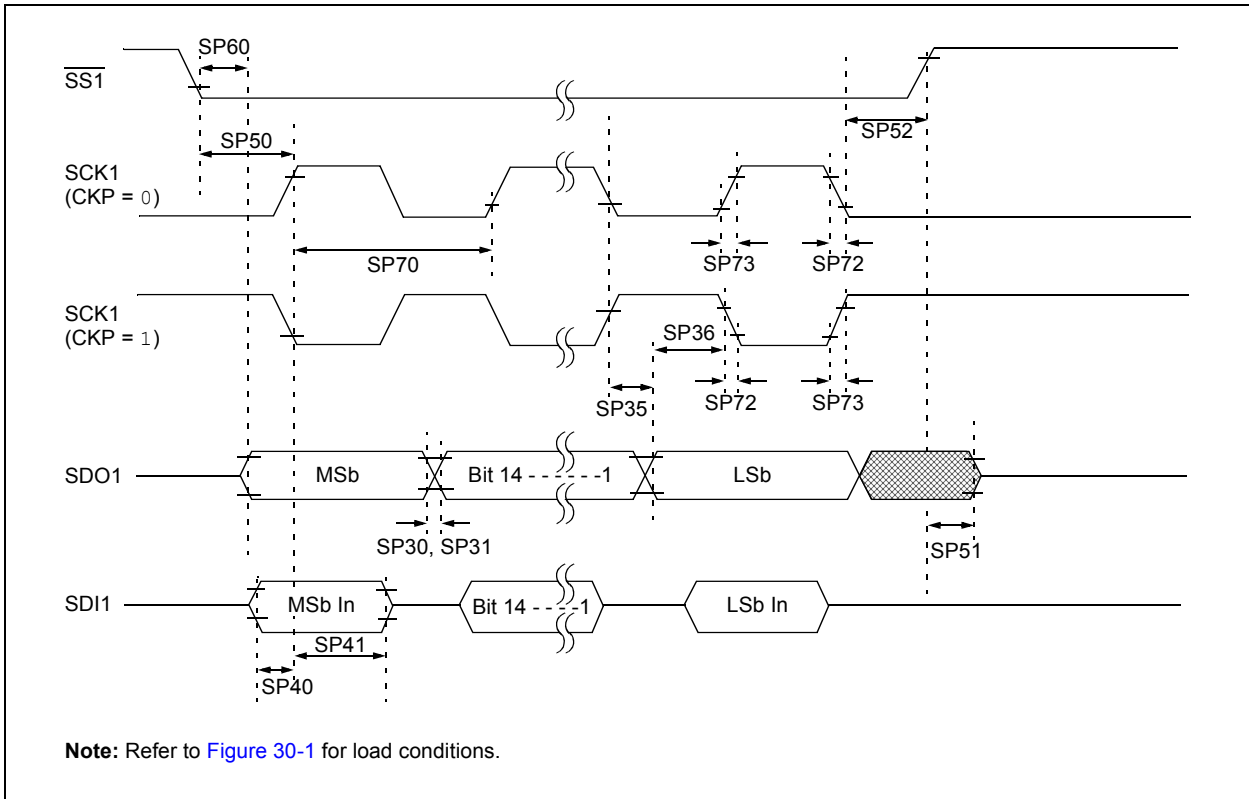 SP60
SS1
SP50
SP52
SCK1
(CKP = 0)
SP70
SP73
SP72
SCK1
(CKP = 1)
SP36
SP35
SP72
SP73
SDO1
MSb
Bit 14 - - - - - -1
LSb
SP30, SP31
SP51
SDI1
MSb In
Bit 14 - - - -1
LSb In
SP41
SP40
Note: Refer to Figure 30-1 for load conditions.